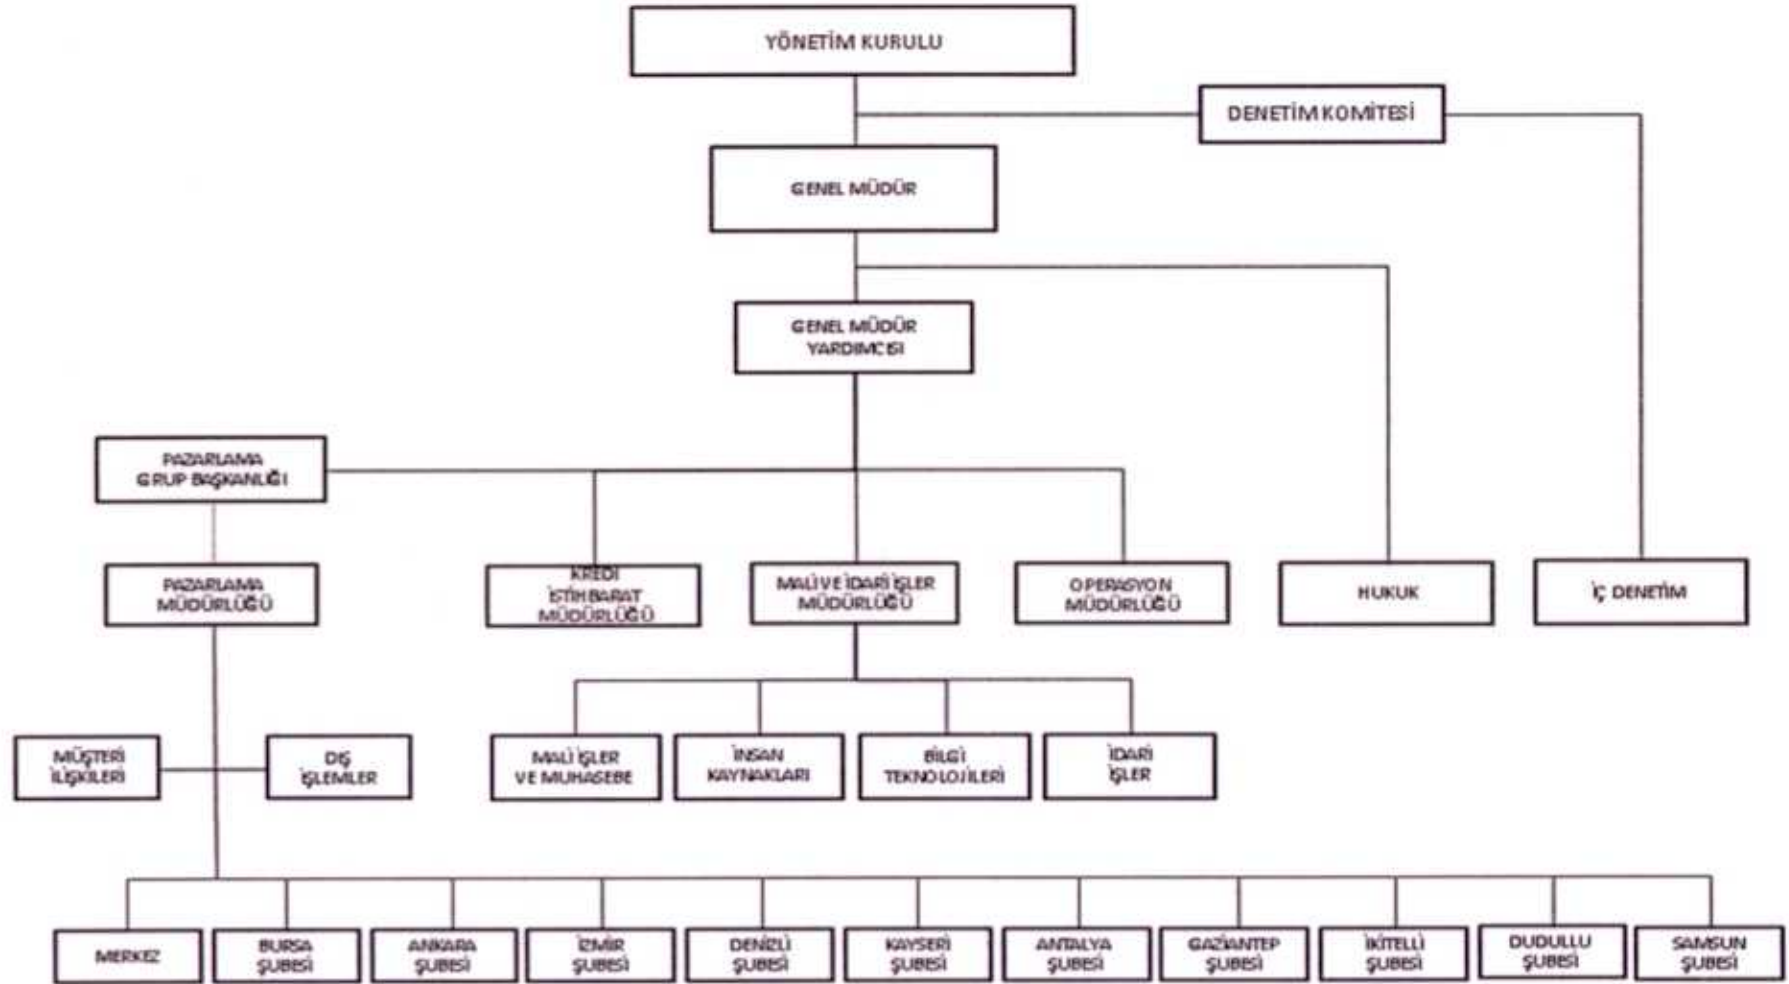 YÖNETİM KURULU
DENETİM KOMİTESİ
GENEL MÜDÜR
GENEL MÜDÜR
YARDIMCISI
PAZARLAMA
GRUP BAŞKANLIĞI
PAZARLAMA
MÜDÜRLÜĞÜ
KREDİ
İSTİHBARAT
MÜDÜRLÜĞÜ
MALİ VE İDARİ İŞLER
MÜDÜRLÜĞÜ
OPERASYON
MÜDÜRLÜĞÜ
HUKUK
İÇ DENETİM
MÜŞTERİ
İLİŞKİLERİ
DIŞ
İŞLEMLER
MALİ İŞLER
VE MUHASEBE
İNSAN
KAYNAKLARI
BİLGİ
TEKNOLOJİLERİ
İDARİ
İŞLER
MERKEZ
BURSA
ŞUBESİ
ANKARA
ŞUBESİ
İZMİR
ŞUBESİ
DENİZLİ
ŞUBESİ
KAYSERİ
ŞUBESİ
ANTALYA
ŞUBESİ
GAZİANTEP
ŞUBESİ
İKİTELLİ
ŞUBESİ
DUDULLU
ŞUBESİ
SAMSUN
ŞUBESİ